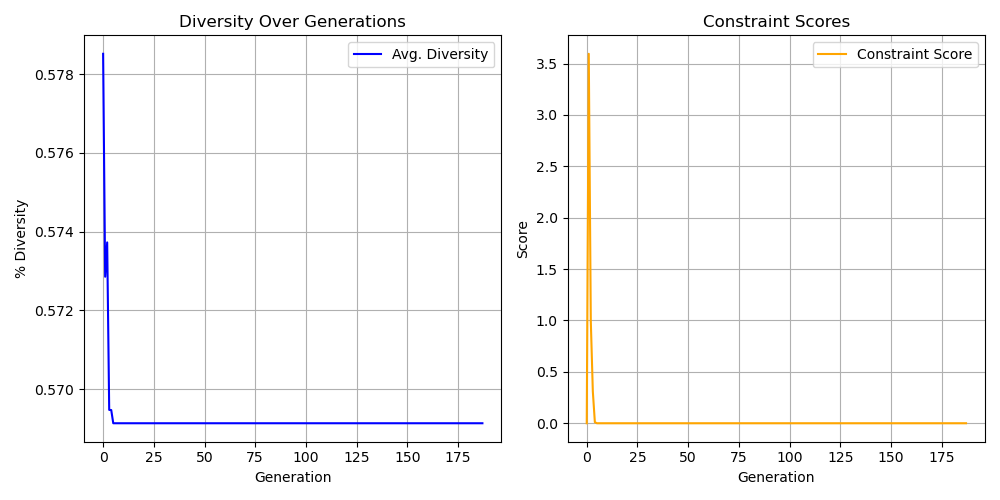 Diversity Over Generations
Avg. Diversity
% Diversity
0.578
0.576
0.574
0.572
0.570
0 25 50 75 100 125 150 175
Generation
Constraint Scores
Constraint Score
Score
3.5
3.0
2.5
2.0
1.5
1.0
0.5
0.0
0 25 50 75 100 125 150 175
Generation